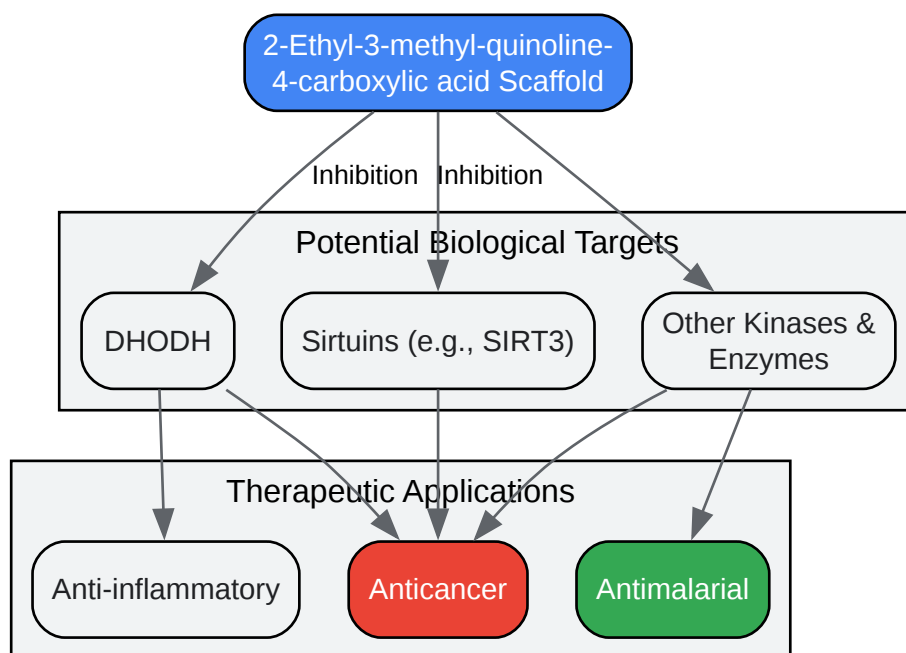 2-Ethyl-3-methyl-quinoline-
4-carboxylic acid Scaffold
Inhibition
Inhibition
Potential Biological Targets
DHODH
Sirtuins (e.g., SIRT3)
Other Kinases &
Enzymes
Therapeutic Applications
Anti-inflammatory
Anticancer
Antimalarial